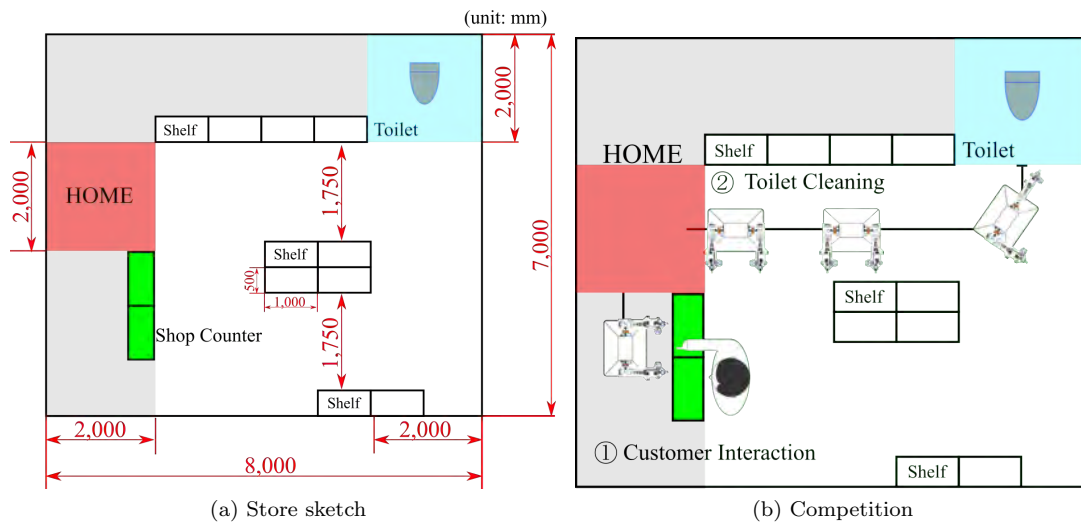 (unit: mm)
2,000
Shelf
Toilet
HOME
2,000
1,750
7,000
Shelf
500
1,000
Shop Counter
1,750
Shelf
2,000
2,000
8,000
(a) Store sketch
HOME
Shelf
Toilet
② Toilet Cleaning
Shelf
① Customer Interaction
Shelf
(b) Competition